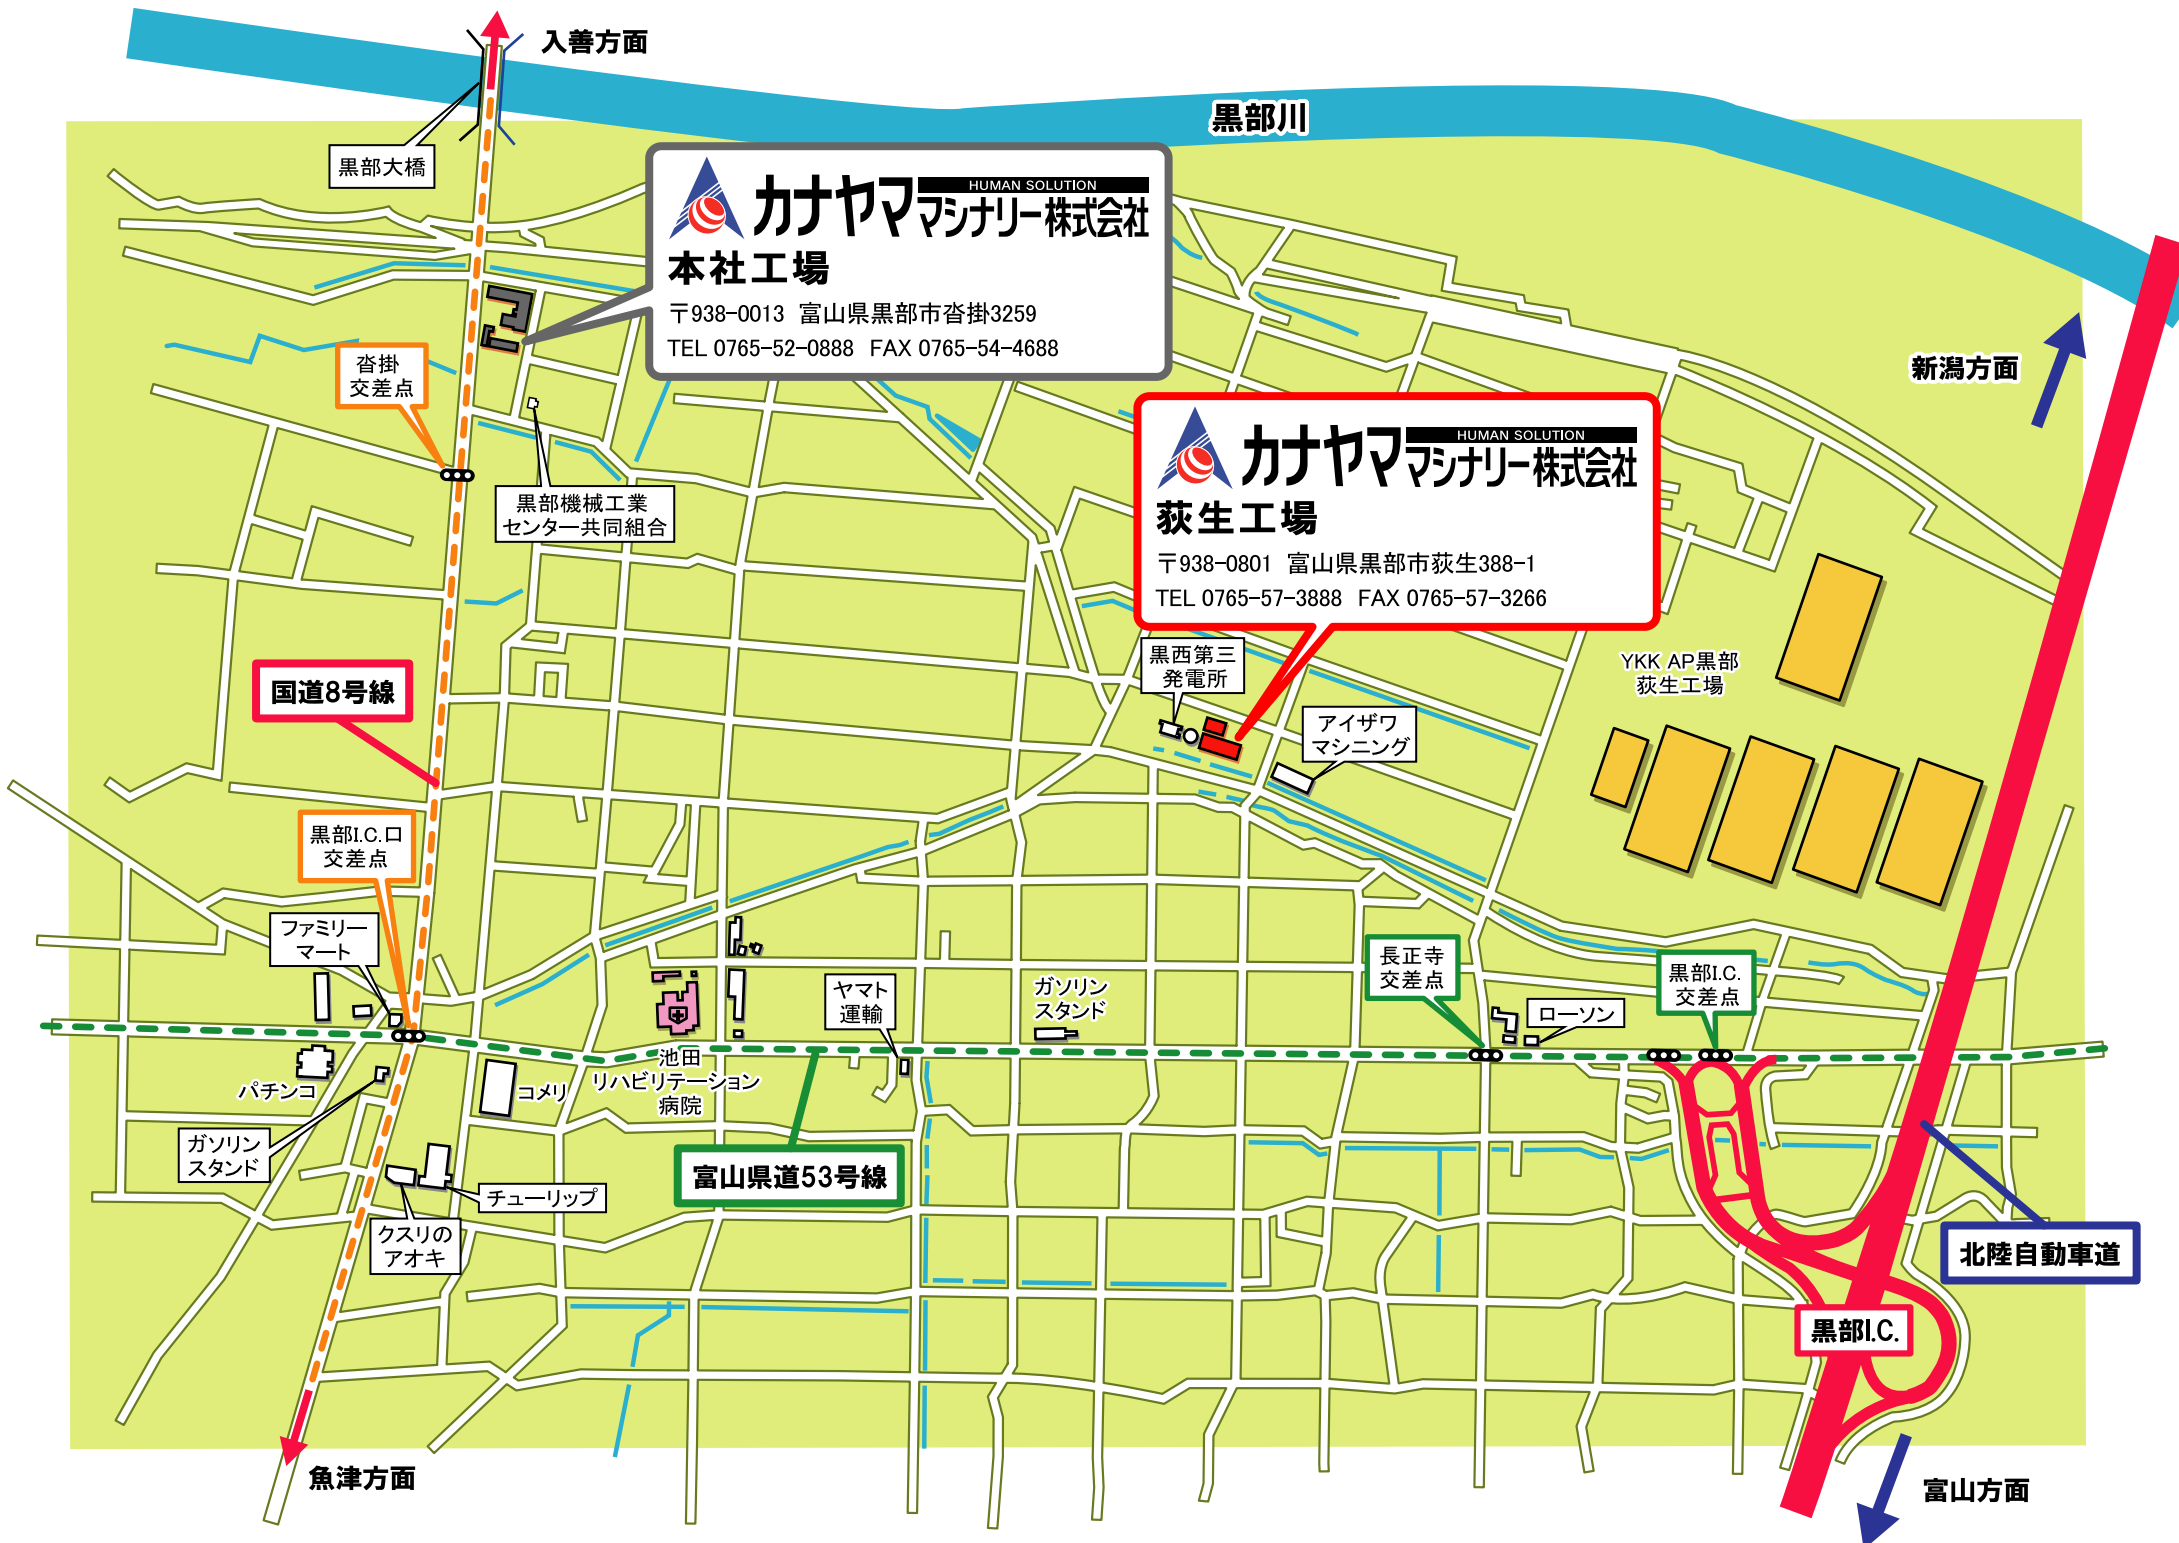 入善方面
黒部川
黒部大橋
カナヤママシナリー株式会社
HUMAN SOLUTION
本社工場
〒938-0013 富山県黒部市沓掛3259
TEL 0765-52-0888 FAX 0765-54-4688
新潟方面
沓掛
交差点
カナヤママシナリー株式会社
HUMAN SOLUTION
荻生工場
〒938-0801 富山県黒部市荻生388-1
TEL 0765-57-3888 FAX 0765-57-3266
黒部機械工業
センター共同組合
黒西第三
発電所
YKK AP黒部
荻生工場
国道8号線
アイザワ
マシニング
黒部I.C.口
交差点
ファミリー
マート
長正寺
交差点
黒部I.C.
交差点
ヤマト
運輸
ガソリン
スタンド
ローソン
池田
リハビリテーション
病院
パチンコ
コメリ
ガソリン
スタンド
富山県道53号線
チューリップ
クスリの
アオキ
北陸自動車道
黒部I.C.
魚津方面
富山方面